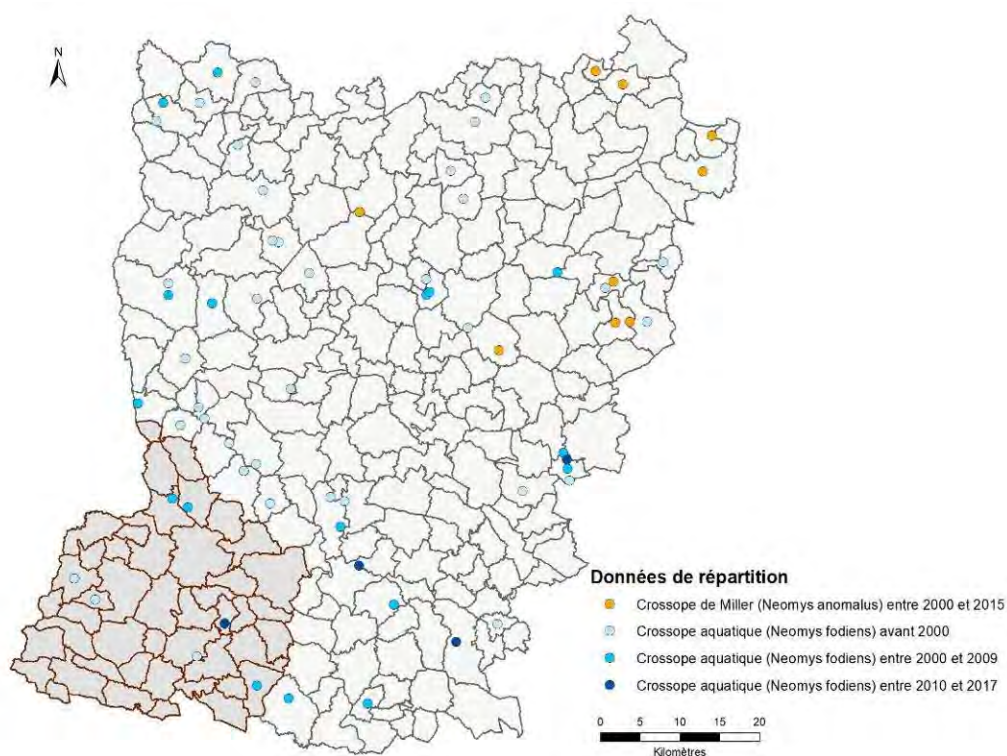 N
Données de répartition
Crossope de Miller (Neomys anomalus) entre 2000 et 2015
Crossope aquatique (Neomys fodiens) avant 2000
Crossope aquatique (Neomys fodiens) entre 2000 et 2009
Crossope aquatique (Neomys fodiens) entre 2010 et 2017
0 5 10 15 20
Kilomètres